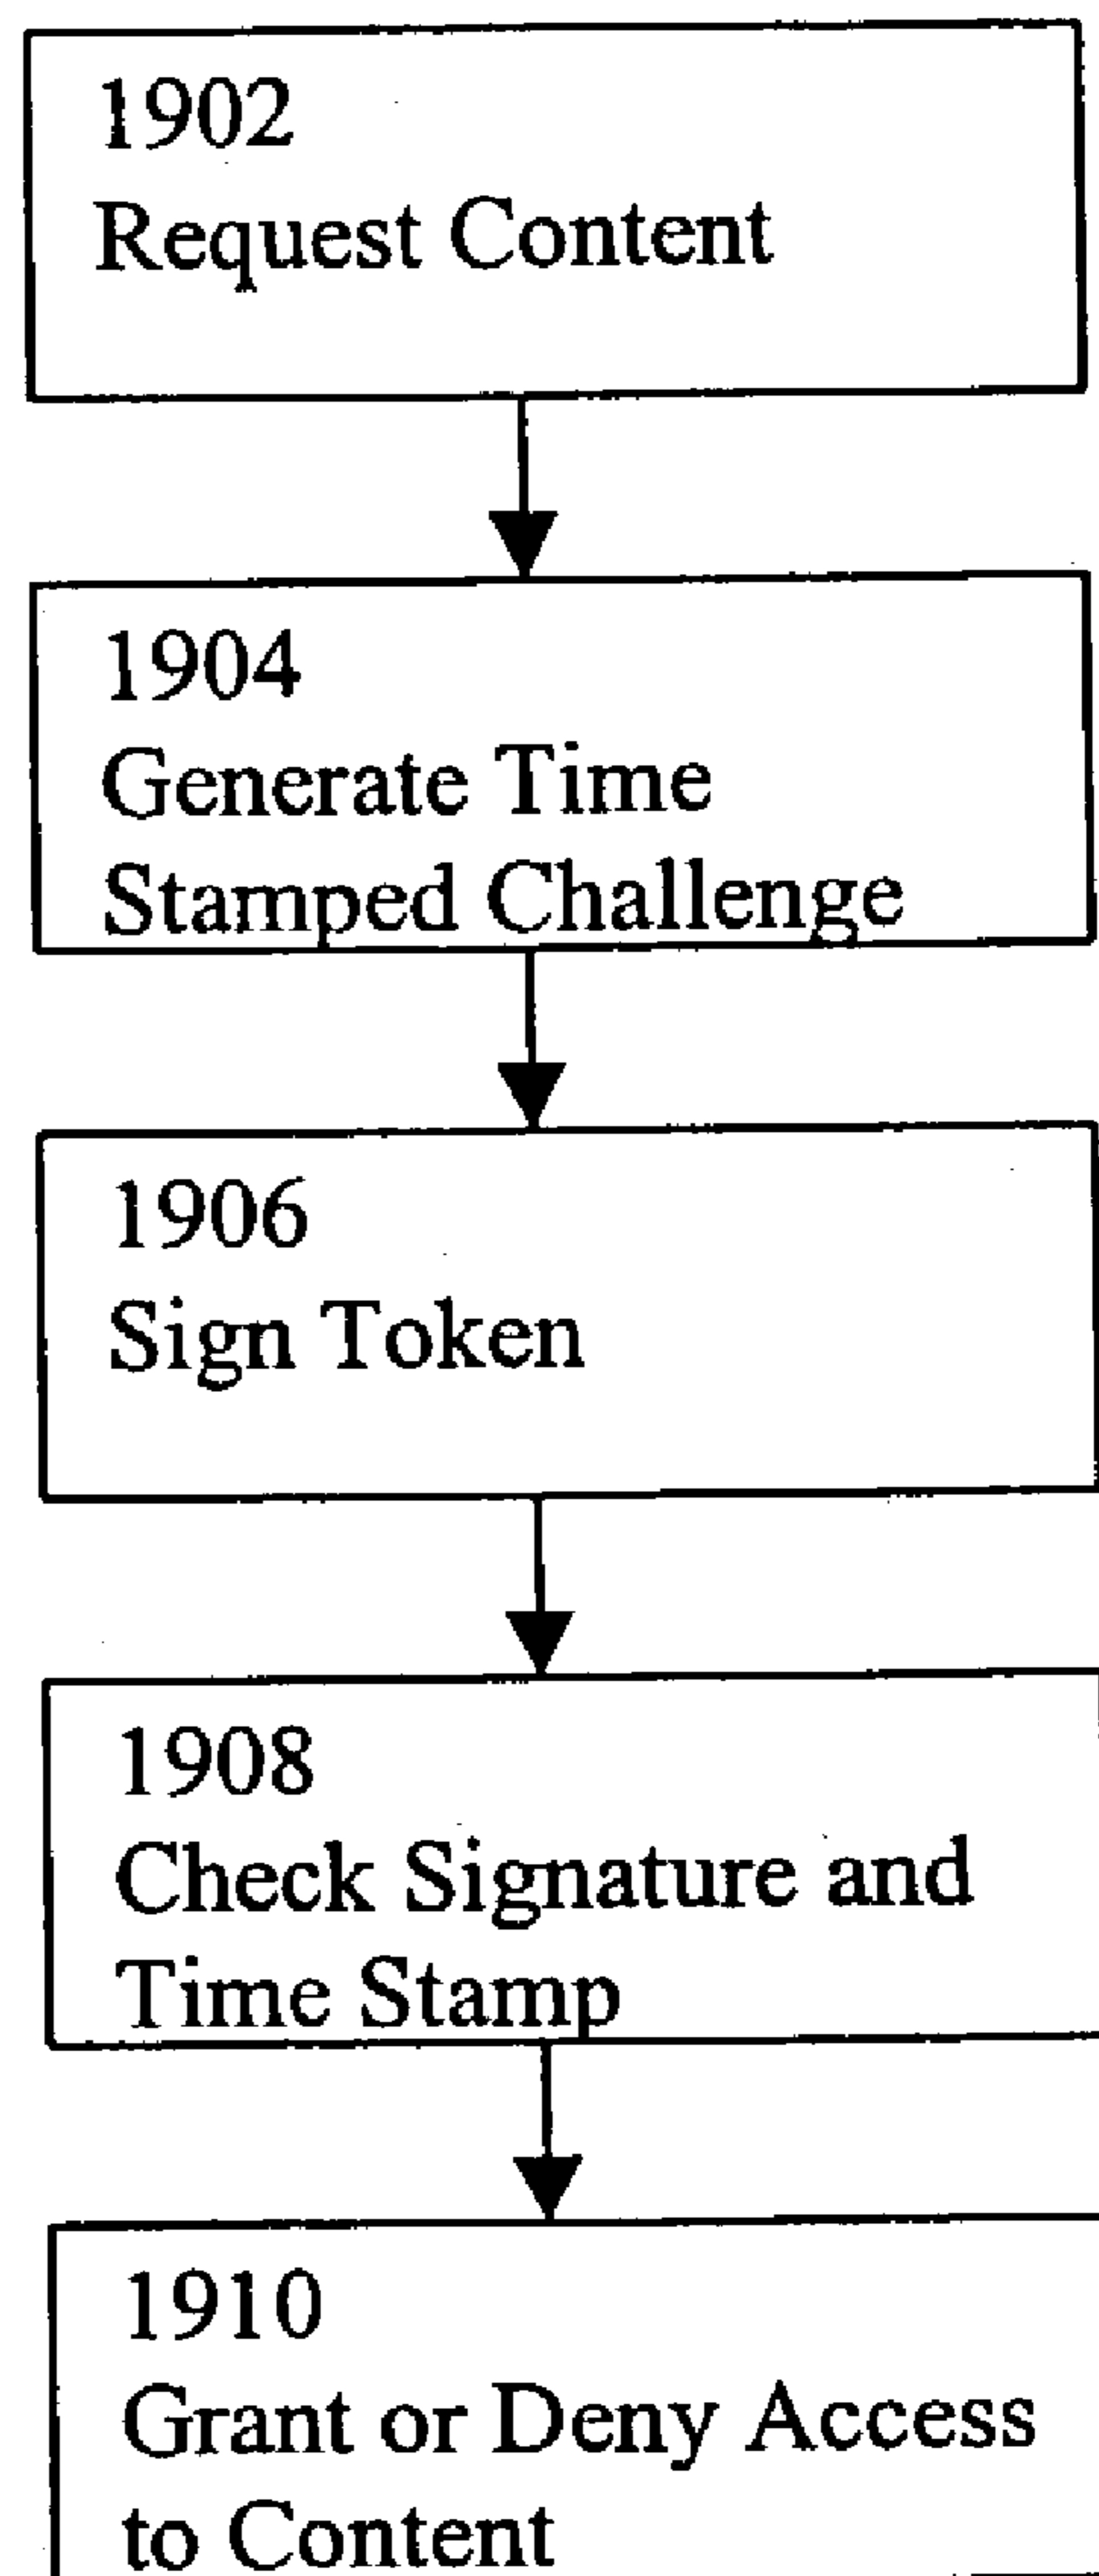 1902
Request Content
1904
Generate Time
Stamped Challenge
1906
Sign Token
1908
Check Signature and
Time Stamp
1910
Grant or Deny Access
to Content